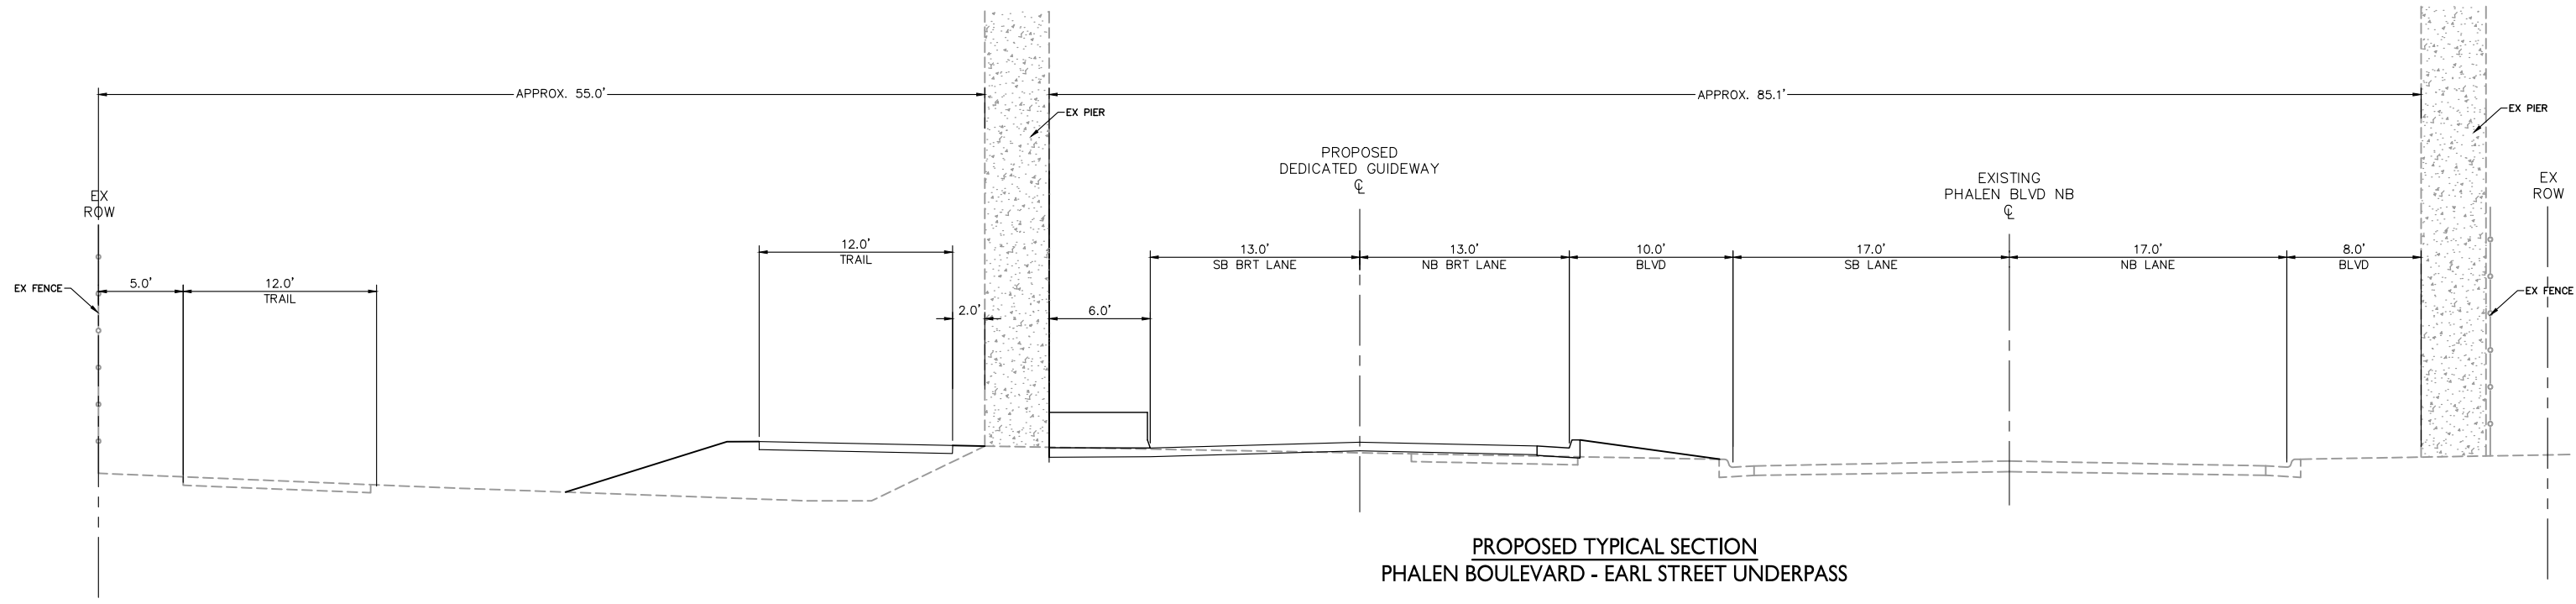 APPROX. 55.0'
APPROX. 85.1'
EX PIER
EX PIER
PROPOSED
DEDICATED GUIDEWAY
℄
EXISTING
PHALEN BLVD NB
℄
EX
ROW
EX
ROW
12.0'
TRAIL
13.0'
SB BRT LANE
13.0'
NB BRT LANE
10.0'
BLVD
17.0'
SB LANE
17.0'
NB LANE
8.0'
BLVD
EX FENCE
5.0'
12.0'
TRAIL
2.0'
6.0'
EX FENCE
PROPOSED TYPICAL SECTION
PHALEN BOULEVARD - EARL STREET UNDERPASS